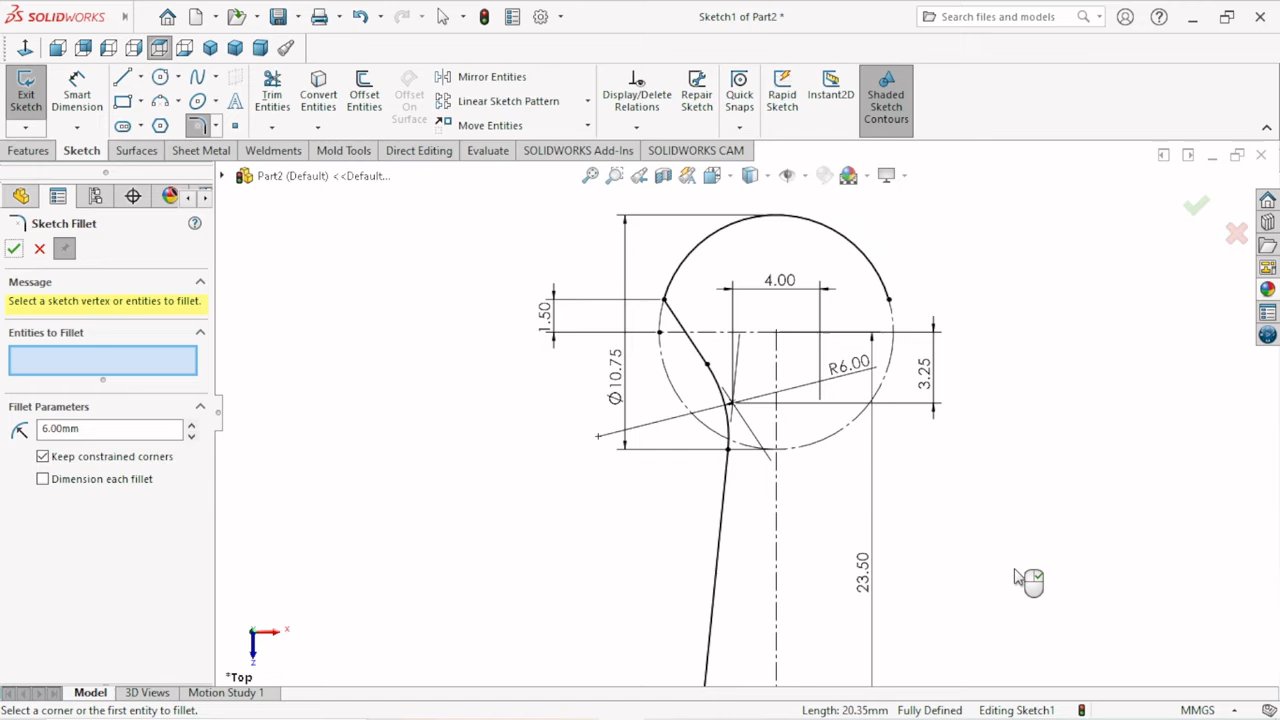 SOLIDWORKS
Sketch1 of Part2 *
Search files and models
Exit Sketch
Smart Dimension
Trim Entities
Convert Entities
Offset Entities
Offset On Surface
Mirror Entities
Linear Sketch Pattern
Move Entities
Display/Delete Relations
Repair Sketch
Quick Snaps
Rapid Sketch
Instant2D
Shaded Sketch Contours
Features
Sketch
Surfaces
Sheet Metal
Weldments
Mold Tools
Direct Editing
Evaluate
SOLIDWORKS Add-Ins
SOLIDWORKS CAM
Part2 (Default) <<Default...
Sketch Fillet
Message
Select a sketch vertex or entities to fillet.
Entities to Fillet
Fillet Parameters
6.00mm
Keep constrained corners
Dimension each fillet
4.00
1.50
Ø10.75
R6.00
3.25
23.50
x
z
*Top
Model
3D Views
Motion Study 1
Select a corner or the first entity to fillet.
Length: 20.35mm
Fully Defined
Editing Sketch1
MMGS